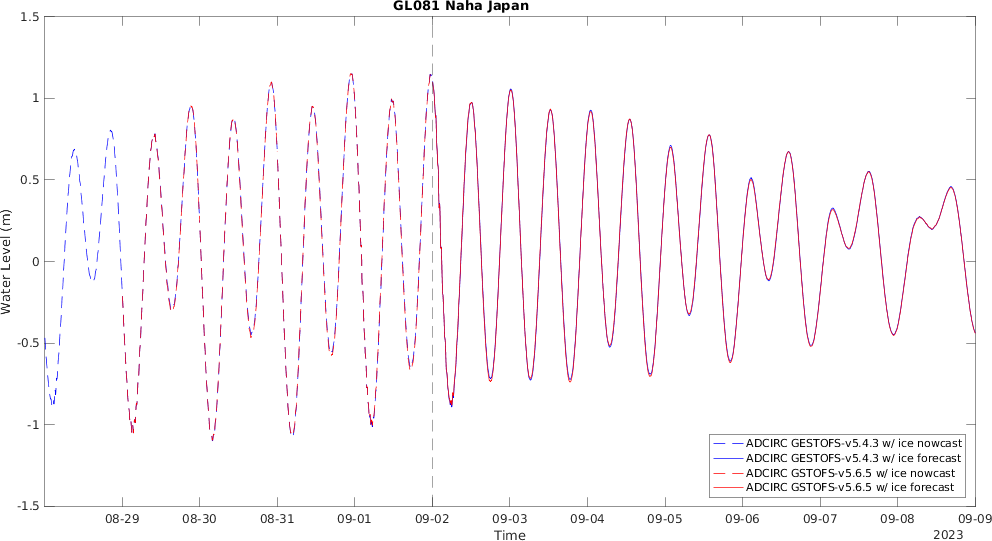 GL081 Naha Japan
1.5
1
0.5
0
-0.5
-1
-1.5
Water Level (m)
08-29 08-30 08-31 09-01 09-02 09-03 09-04 09-05 09-06 09-07 09-08 09-09
Time
2023
ADCIRC GESTOFS-v5.4.3 w/ ice nowcast
ADCIRC GESTOFS-v5.4.3 w/ ice forecast
ADCIRC GSTOFS-v5.6.5 w/ ice nowcast
ADCIRC GSTOFS-v5.6.5 w/ ice forecast